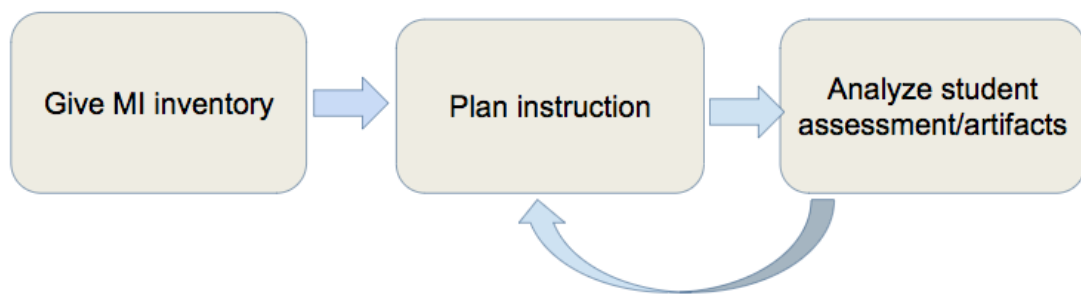 Give MI inventory
Plan instruction
Analyze student
assessment/artifacts